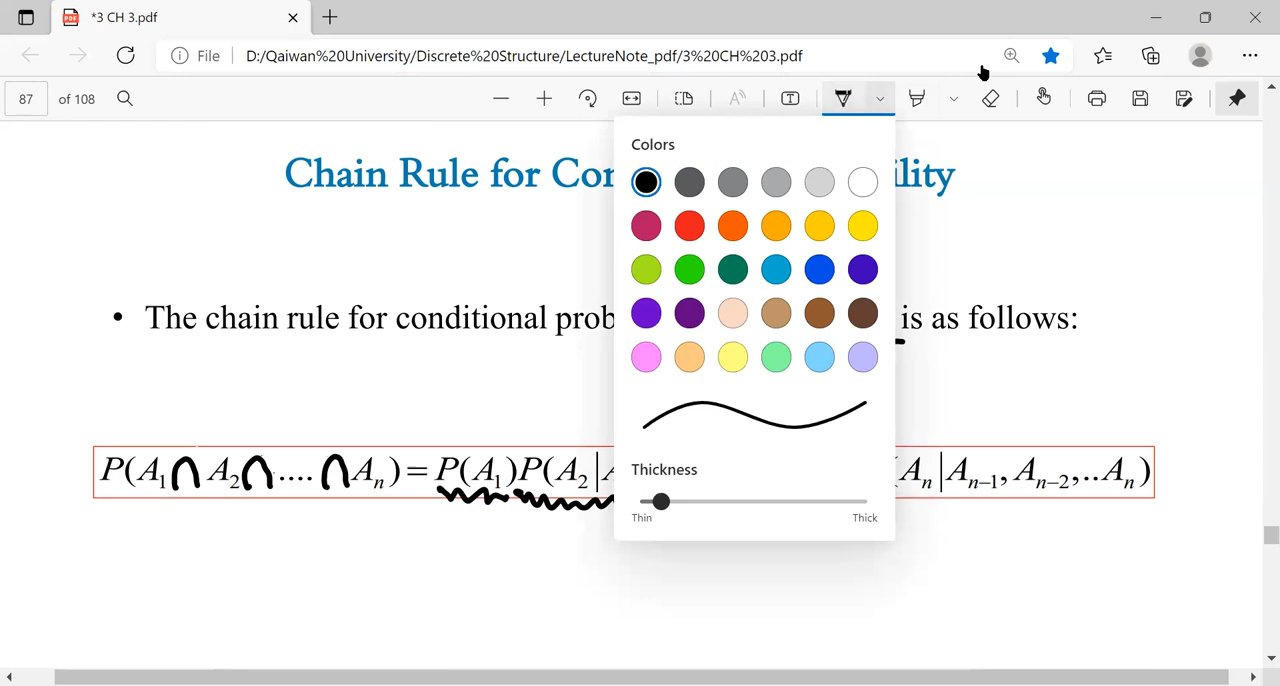 *3 CH 3.pdf
File D:/Qaiwan%20University/Discrete%20Structure/LectureNote_pdf/3%20CH%203.pdf
87 of 108
Colors
Chain Rule for Con ility
• The chain rule for conditional prob is as follows:
P(A₁∩A₂∩....∩Aₙ)=P(A₁)P(A₂|A (Aₙ|Aₙ₋₁,Aₙ₋₂,..Aₙ)
Thickness
Thin Thick